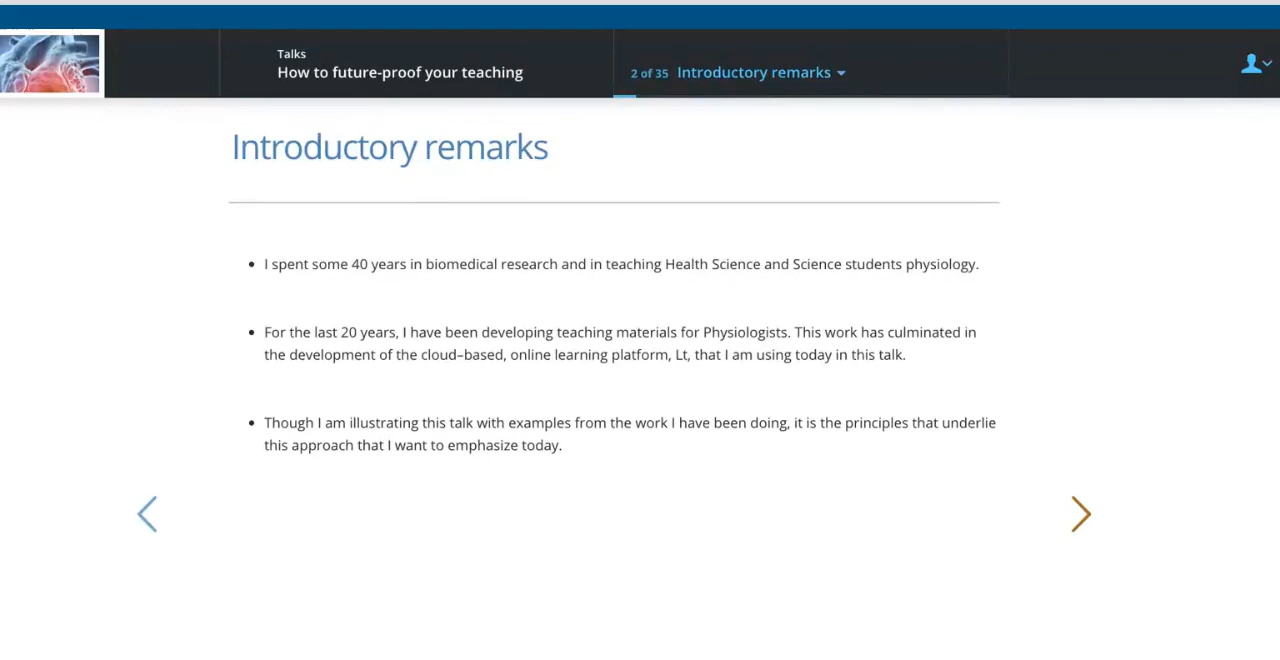 Talks
How to future-proof your teaching
2 of 35 Introductory remarks
Introductory remarks
• I spent some 40 years in biomedical research and in teaching Health Science and Science students physiology.
• For the last 20 years, I have been developing teaching materials for Physiologists. This work has culminated in
the development of the cloud–based, online learning platform, Lt, that I am using today in this talk.
• Though I am illustrating this talk with examples from the work I have been doing, it is the principles that underlie
this approach that I want to emphasize today.